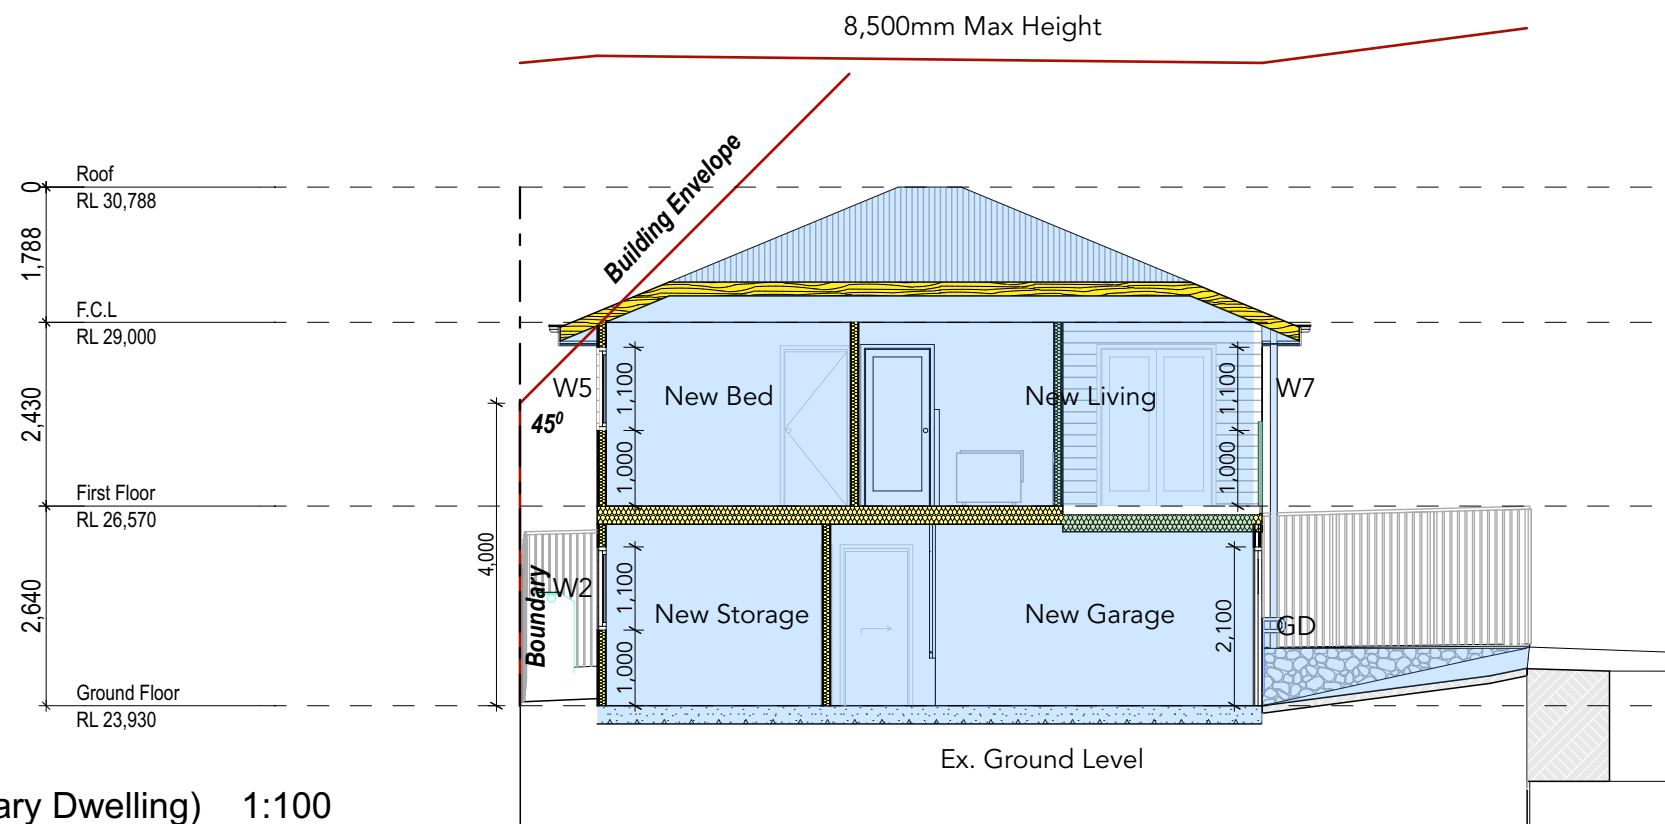 8,500mm Max Height
Building Envelope
0
Roof
RL 30,788
1,788
F.C.L
RL 29,000
2,430
First Floor
RL 26,570
2,640
Ground Floor
RL 23,930
4,000
45⁰
Boundary
W5
1,100
1,000
New Bed
New Living
1,100
1,000
W7
W2
1,100
1,000
New Storage
New Garage
2,100
GD
Ex. Ground Level
ary Dwelling) 1:100